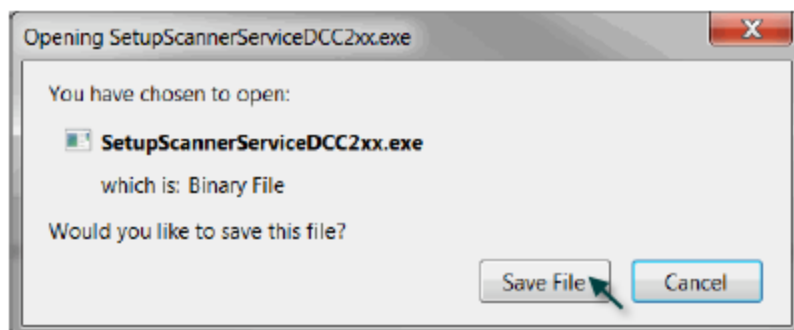 Opening SetupScannerServiceDCC2xx.exe
You have chosen to open:
SetupScannerServiceDCC2xx.exe
which is: Binary File
Would you like to save this file?
Save File
Cancel